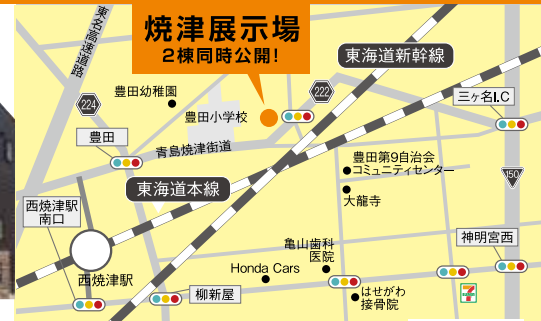 焼津展示場
2棟同時公開!
東名高速道路
東海道新幹線
224
豊田幼稚園
222
三ヶ名I.C
豊田小学校
豊田
青島焼津街道
豊田第9自治会
コミュニティセンター
150
東海道本線
大龍寺
西焼津駅
南口
亀山歯科
医院
神明宮西
西焼津駅
Honda Cars
柳新屋
はせがわ
接骨院
7